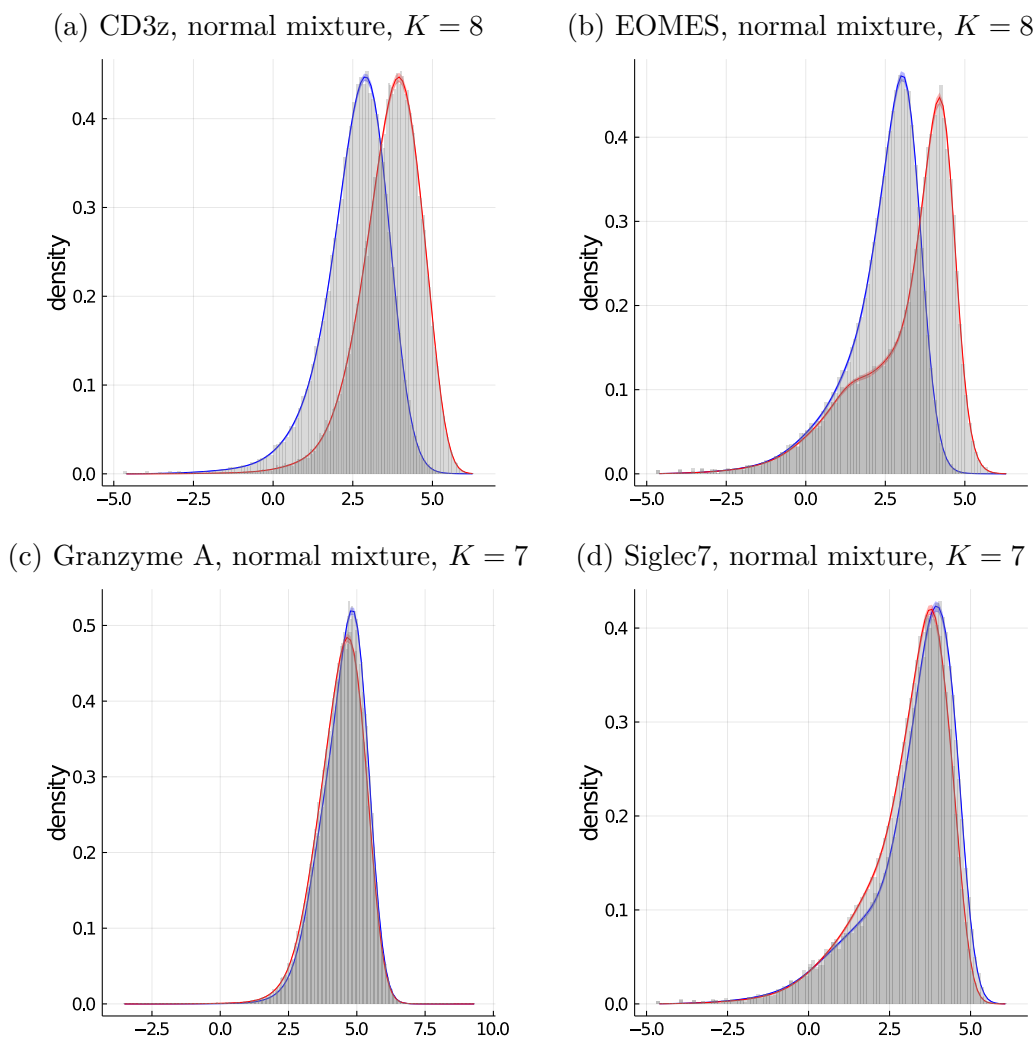 (a) CD3z, normal mixture, K = 8
(b) EOMES, normal mixture, K = 8
density
0.4
0.3
0.2
0.1
0.0
−5.0 −2.5 0.0 2.5 5.0
density
0.4
0.3
0.2
0.1
0.0
−5.0 −2.5 0.0 2.5 5.0
(c) Granzyme A, normal mixture, K = 7
(d) Siglec7, normal mixture, K = 7
density
0.5
0.4
0.3
0.2
0.1
0.0
−2.5 0.0 2.5 5.0 7.5 10.0
density
0.4
0.3
0.2
0.1
0.0
−5.0 −2.5 0.0 2.5 5.0